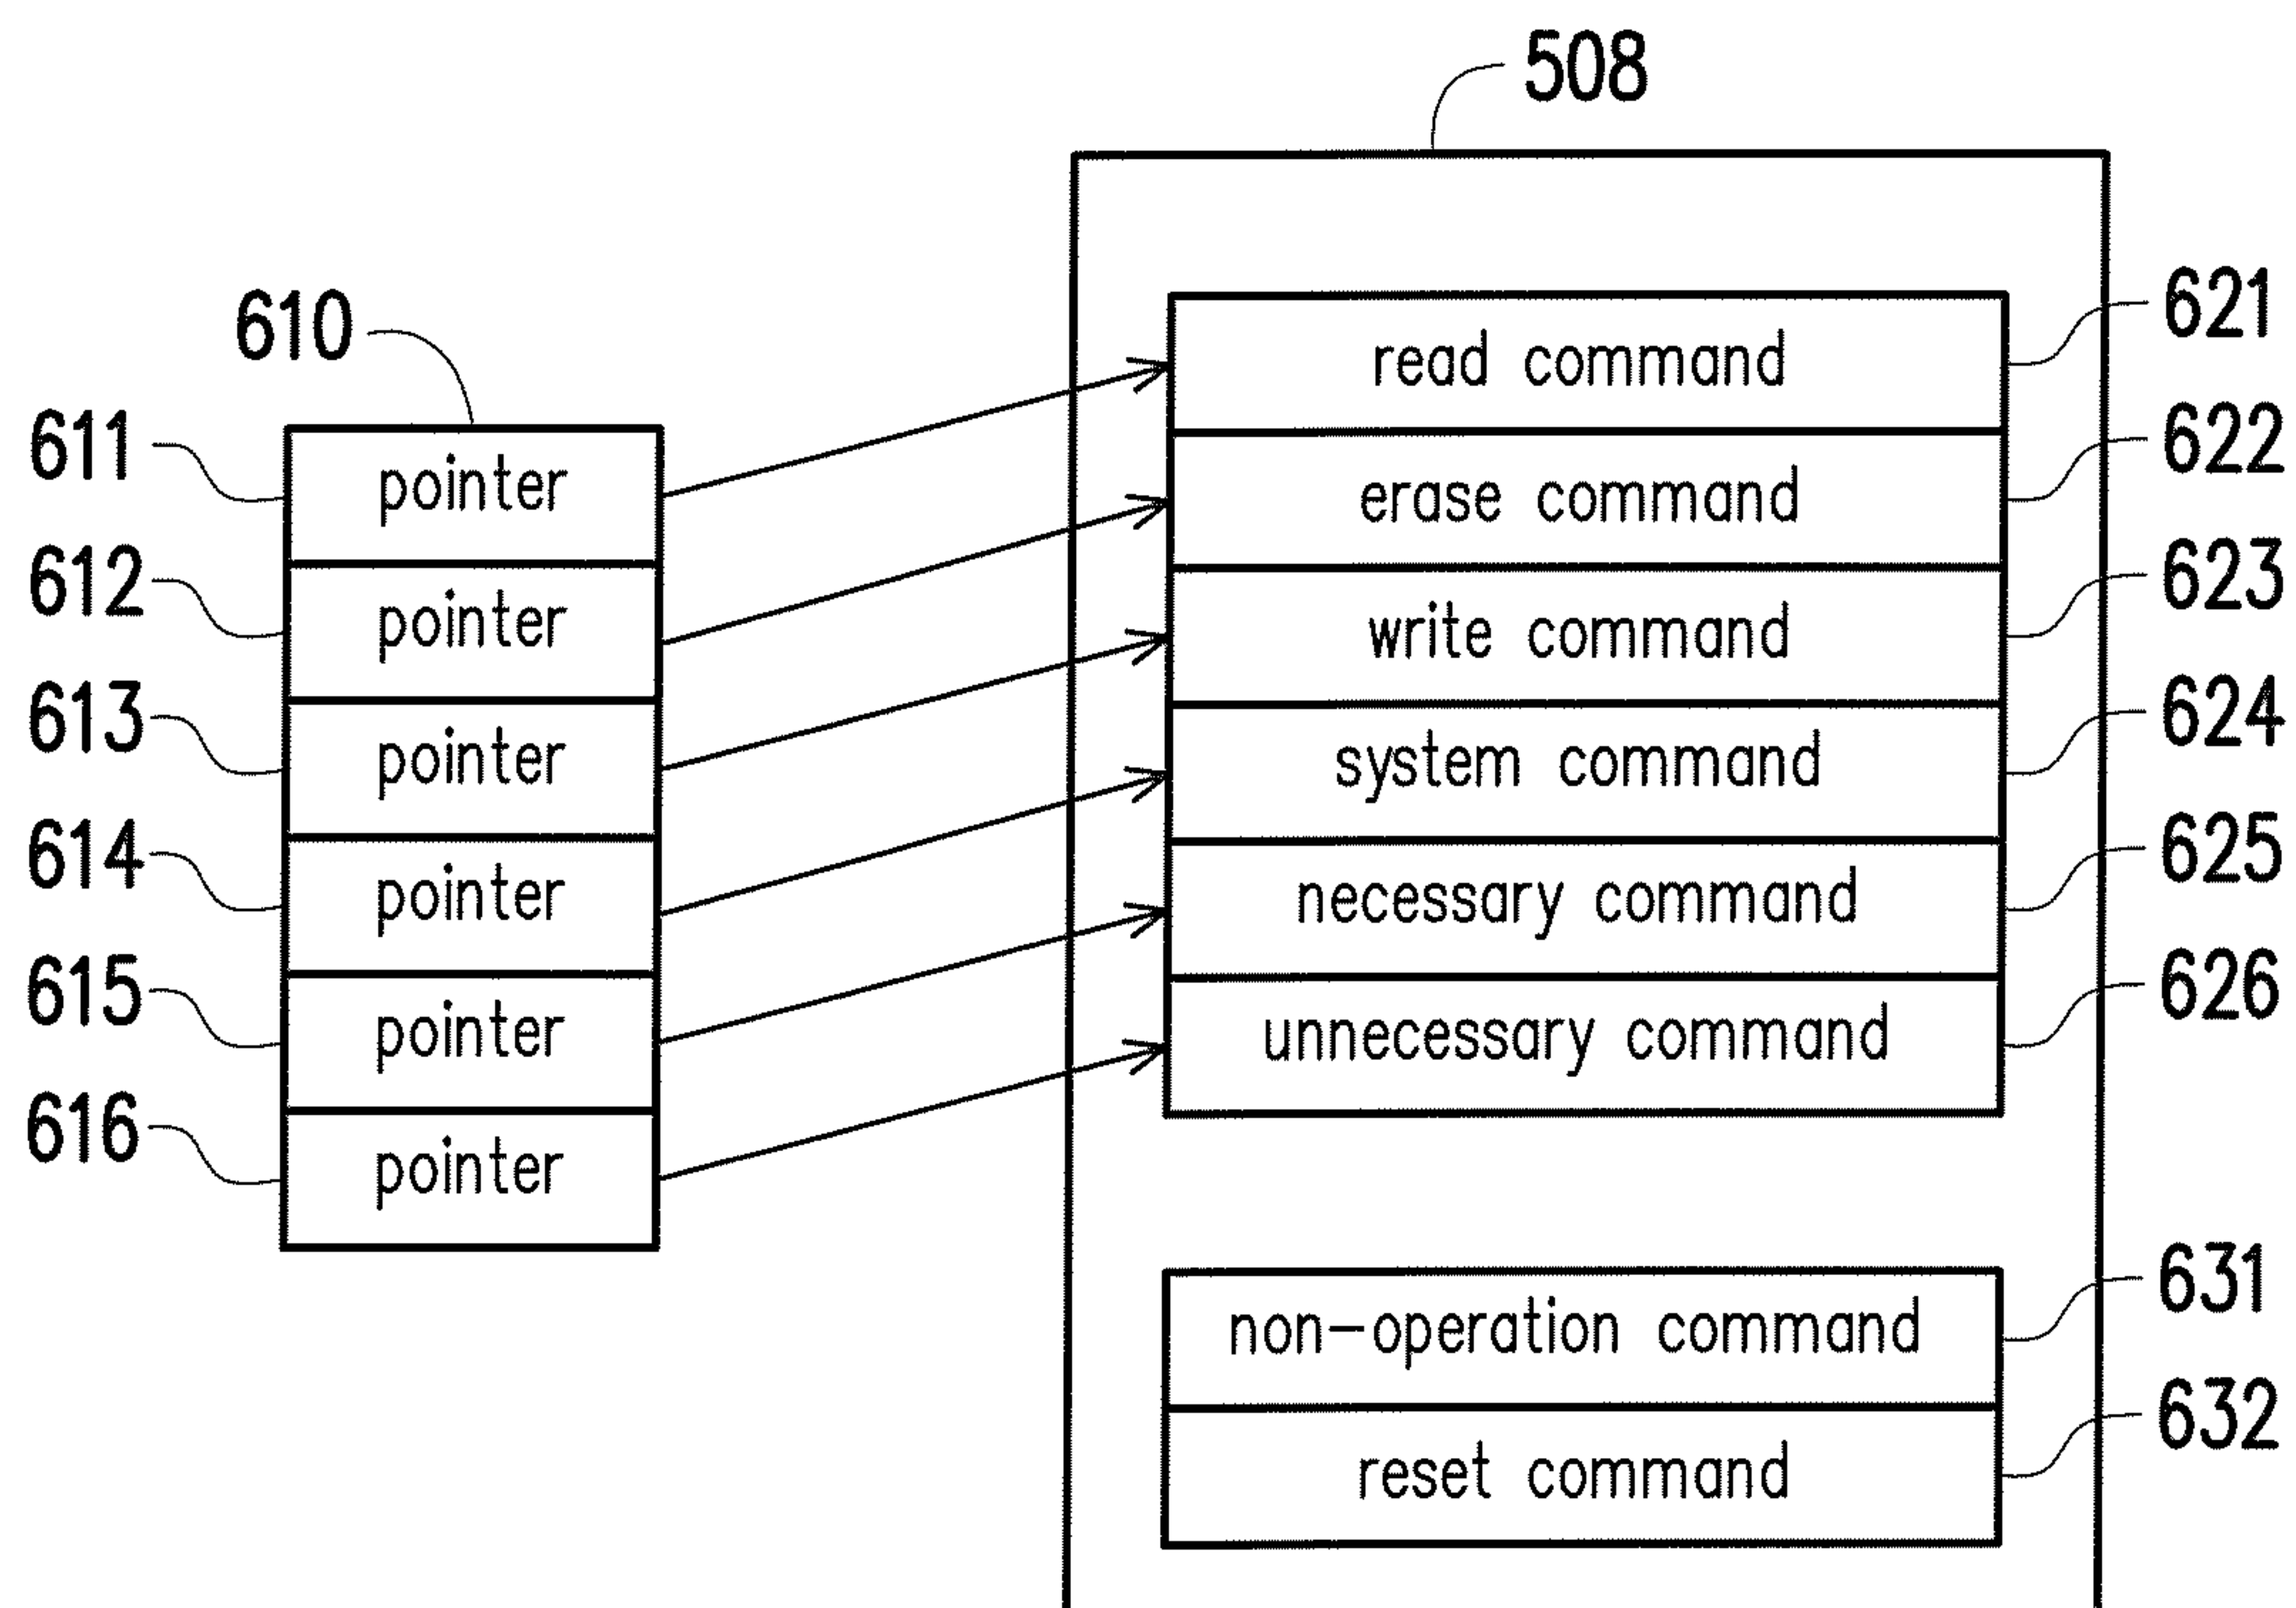 508
610
611 pointer
612 pointer
613 pointer
614 pointer
615 pointer
616 pointer
read command 621
erase command 622
write command 623
system command 624
necessary command 625
unnecessary command 626
non-operation command 631
reset command 632